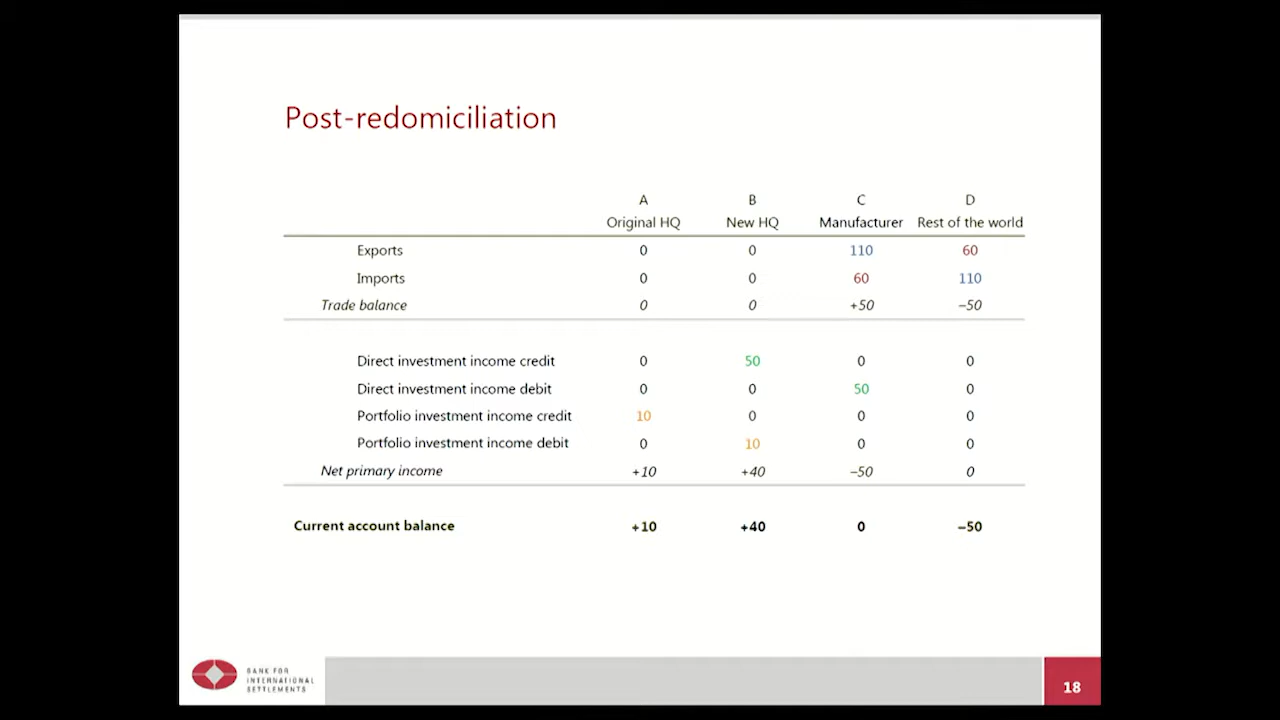 Post-redomiciliation
A B C D
Original HQ New HQ Manufacturer Rest of the world
Exports 0 0 110 60
Imports 0 0 60 110
Trade balance 0 0 +50 –50
Direct investment income credit 0 50 0 0
Direct investment income debit 0 0 50 0
Portfolio investment income credit 10 0 0 0
Portfolio investment income debit 0 10 0 0
Net primary income +10 +40 –50 0
Current account balance +10 +40 0 –50
BANK FOR
INTERNATIONAL
SETTLEMENTS
18